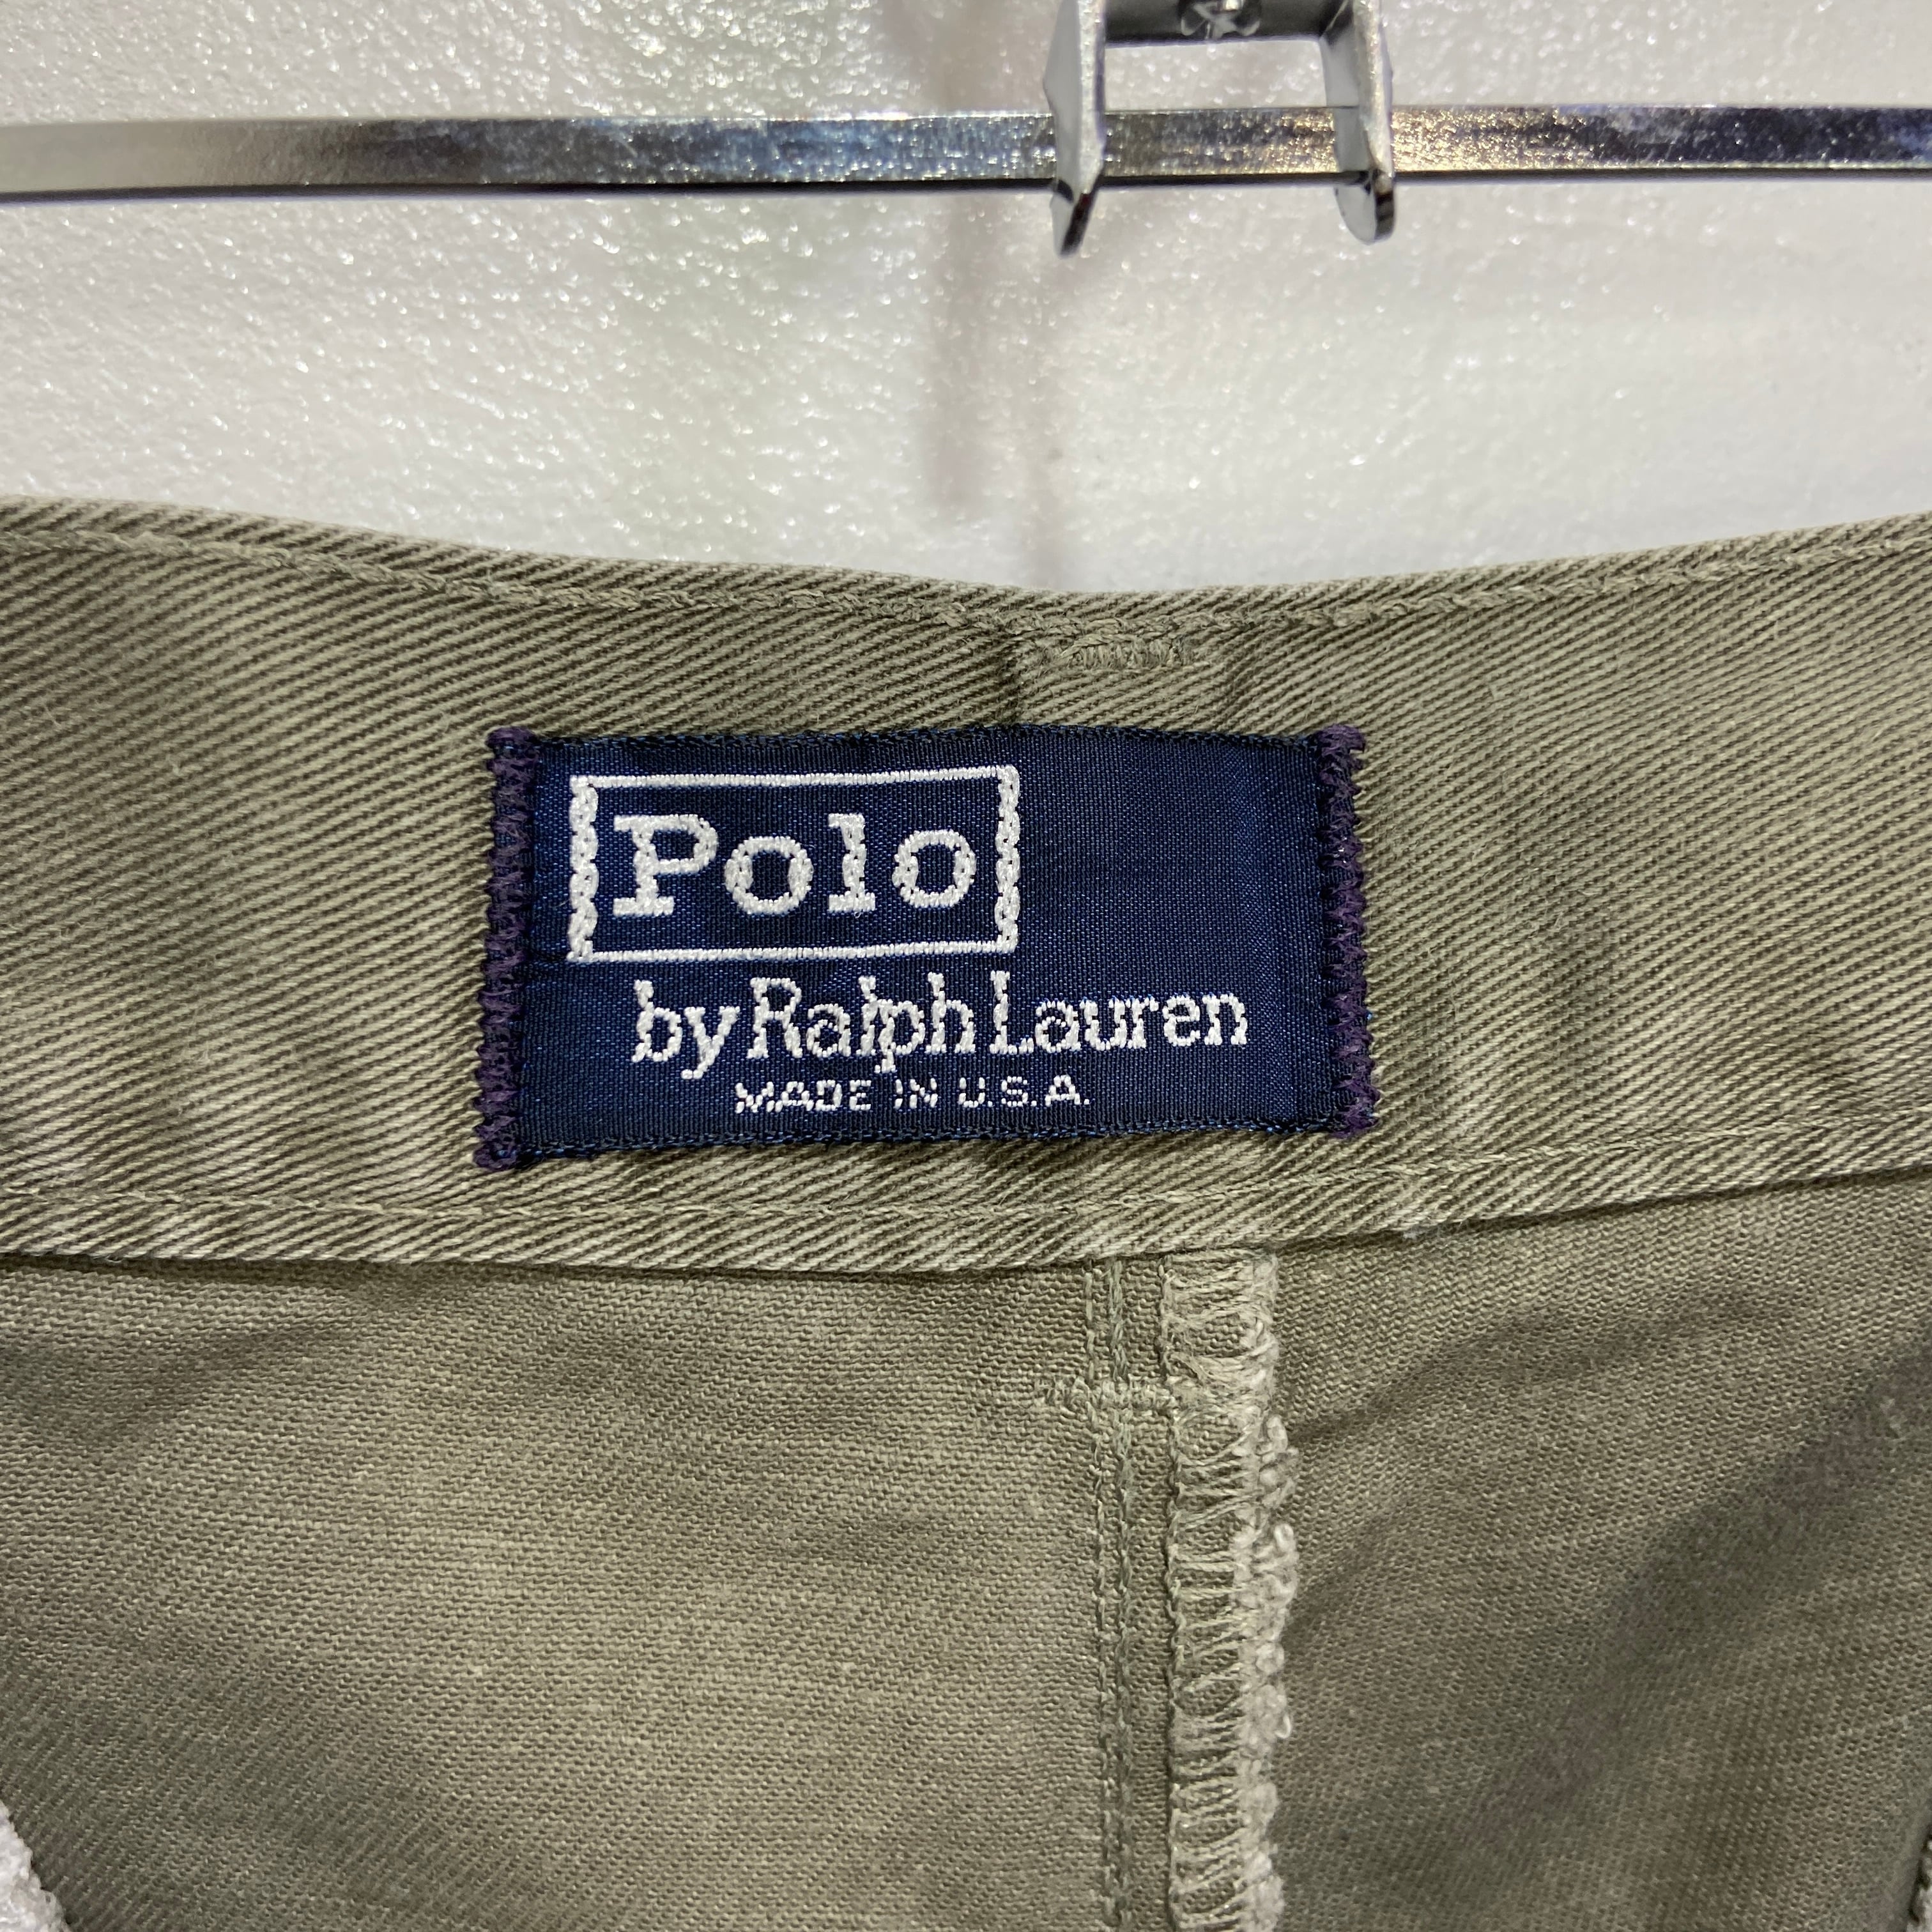 Polo
by Ralph Lauren
MADE IN U.S.A.